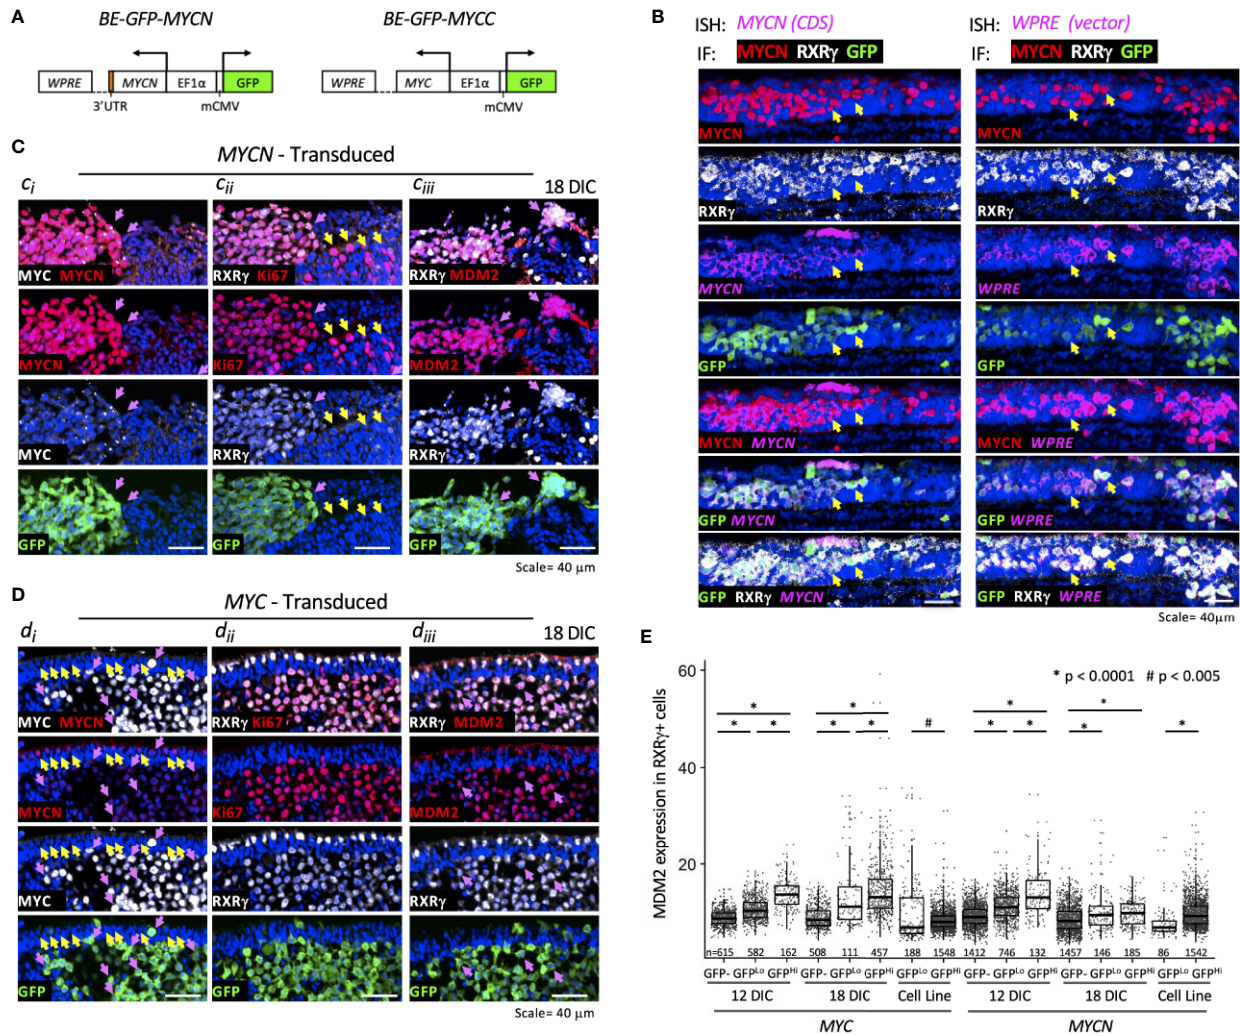 A
BE-GFP-MYCN
BE-GFP-MYCC
WPRE MYCN EF1α GFP
3'UTR mCMV
WPRE MYC EF1α GFP
mCMV
B
ISH: MYCN (CDS)
IF: MYCN RXRγ GFP
ISH: WPRE (vector)
IF: MYCN RXRγ GFP
MYCN
MYCN
RXRγ
RXRγ
MYCN
WPRE
GFP
GFP
MYCN MYCN
MYCN WPRE
GFP MYCN
GFP WPRE
GFP RXRγ MYCN
GFP RXRγ WPRE
Scale= 40μm
C
MYCN - Transduced
ci cii ciii 18 DIC
MYC MYCN
RXRγ Ki67
RXRγ MDM2
MYCN
Ki67
MDM2
MYC
RXRγ
RXRγ
GFP
GFP
GFP
Scale= 40 μm
D
MYC - Transduced
di dii diii 18 DIC
MYC MYCN
RXRγ Ki67
RXRγ MDM2
MYCN
Ki67
MDM2
MYC
RXRγ
RXRγ
GFP
GFP
GFP
Scale= 40 μm
E
MDM2 expression in RXRγ+ cells
60
40
20
* p < 0.0001 # p < 0.005
* * *
* * *
#
* * *
* *
*
n=615 582 162 508 111 457 188 1548 1412 746 132 1457 146 185 86 1542
GFP- GFPLo GFPHi GFP- GFPLo GFPHi GFPLo GFPHi GFP- GFPLo GFPHi GFP- GFPLo GFPHi GFPLo GFPHi
12 DIC 18 DIC Cell Line 12 DIC 18 DIC Cell Line
MYC MYCN